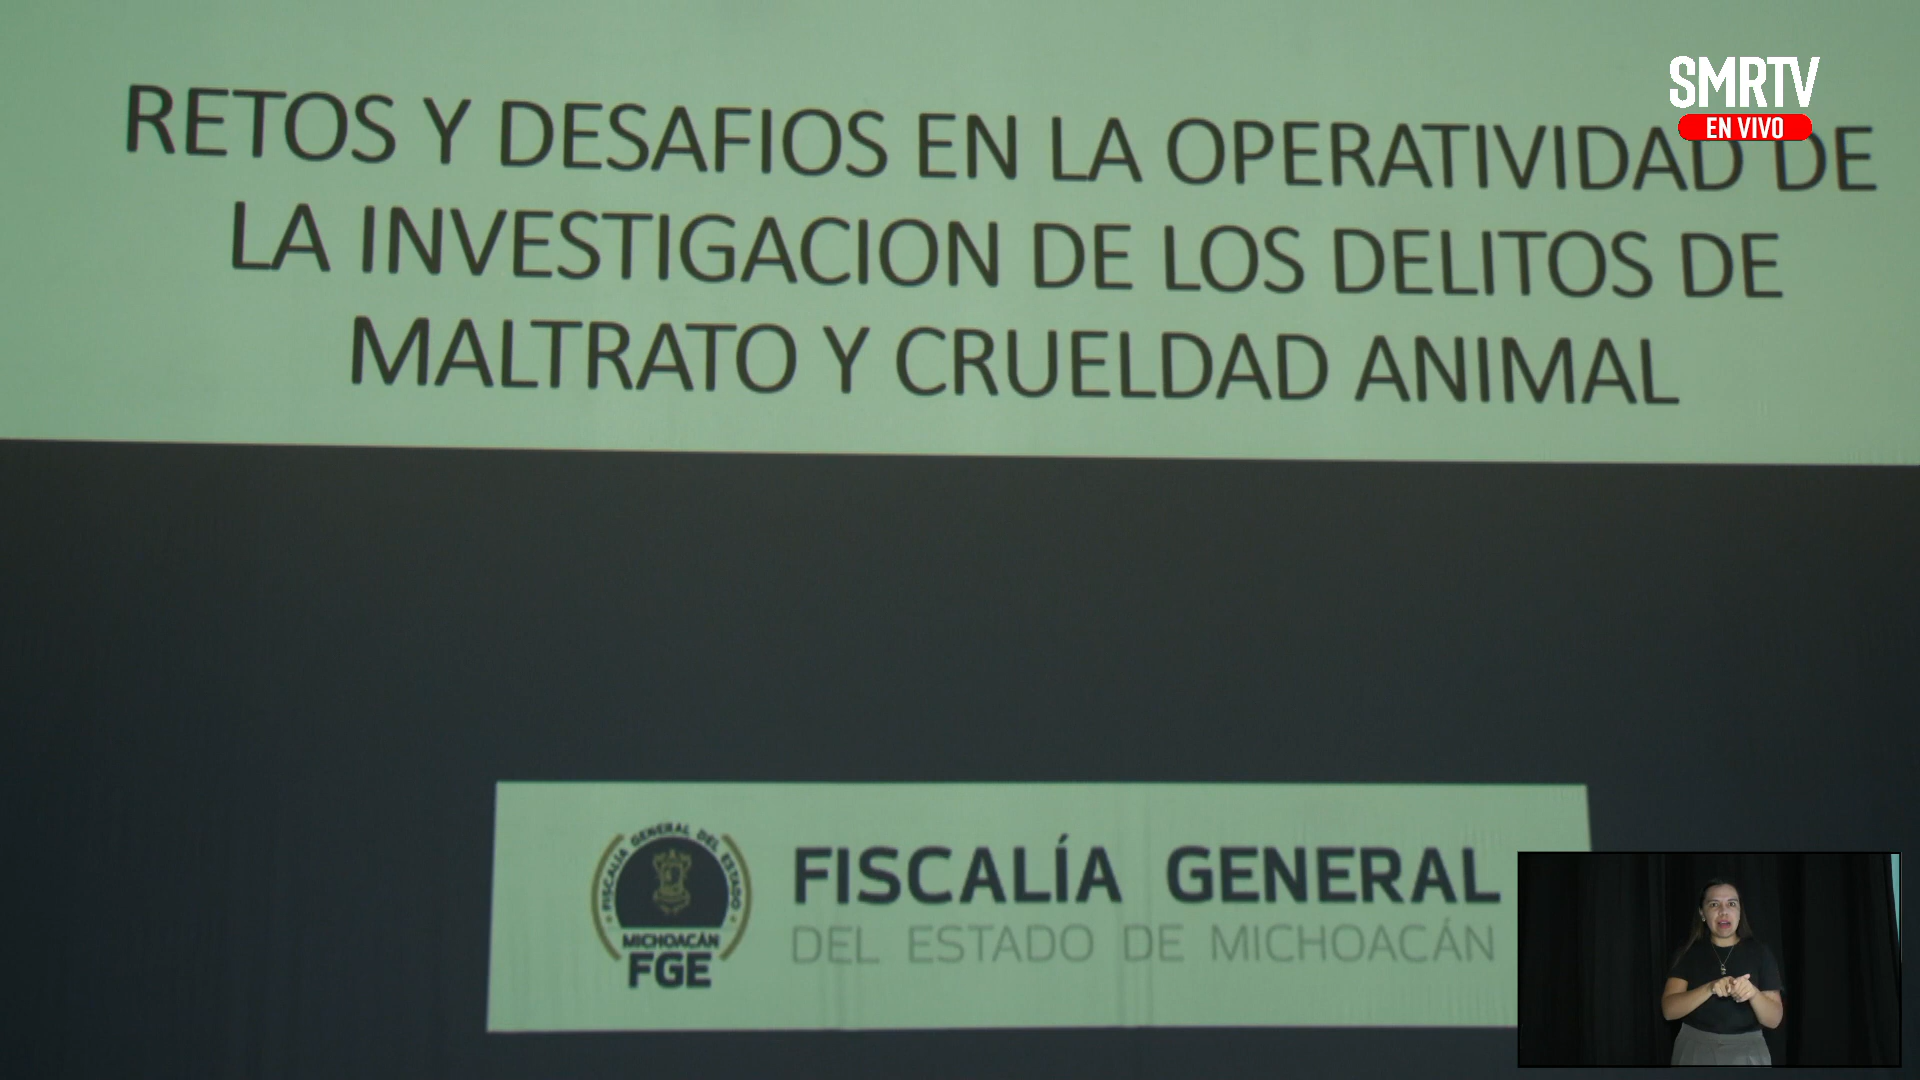 SMRTV
EN VIVO
RETOS Y DESAFIOS EN LA OPERATIVIDAD DE
LA INVESTIGACION DE LOS DELITOS DE
MALTRATO Y CRUELDAD ANIMAL
FISCALÍA GENERAL DEL ESTADO
MICHOACÁN
FGE
FISCALÍA GENERAL
DEL ESTADO DE MICHOACÁN